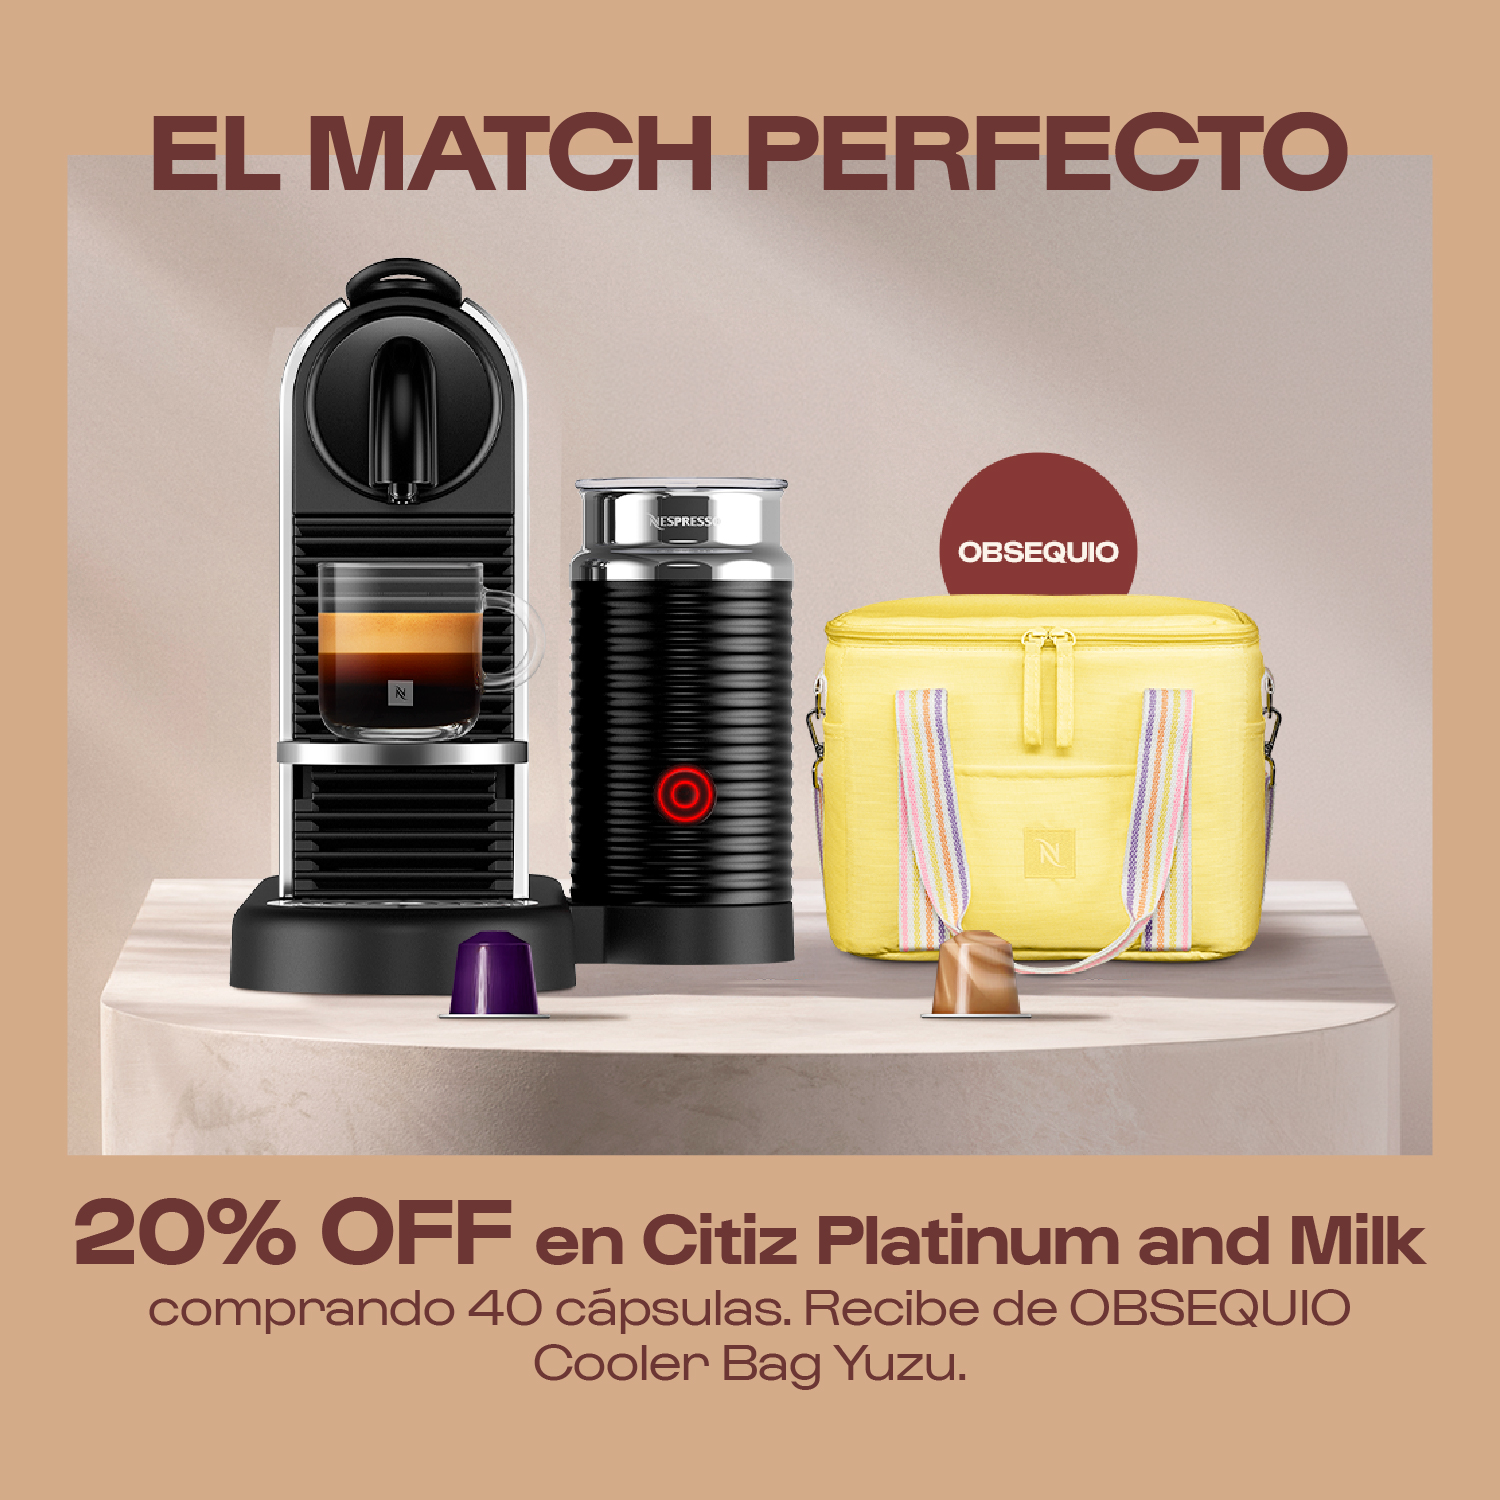 EL MATCH PERFECTO
NESPRESSO
OBSEQUIO
N
N
20% OFF en Citiz Platinum and Milk
comprando 40 cápsulas. Recibe de OBSEQUIO
Cooler Bag Yuzu.